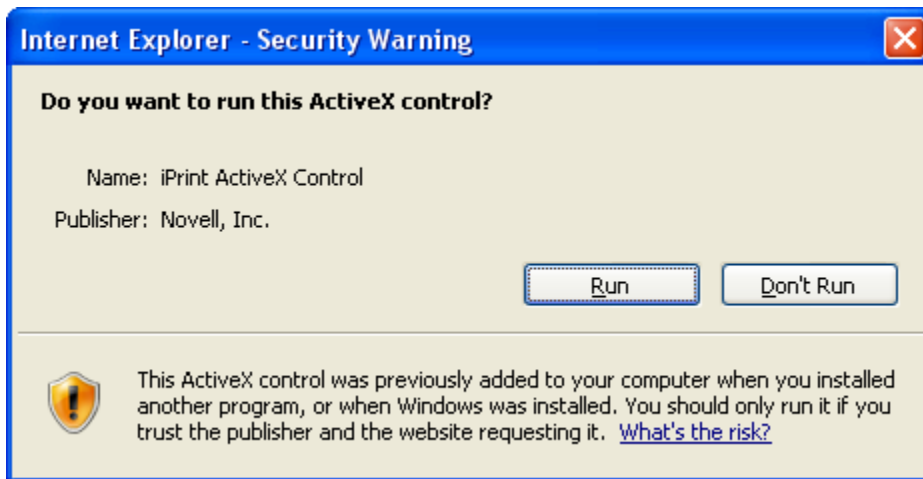 Internet Explorer - Security Warning
Do you want to run this ActiveX control?
Name: iPrint ActiveX Control
Publisher: Novell, Inc.
Run Don't Run
This ActiveX control was previously added to your computer when you installed
another program, or when Windows was installed. You should only run it if you
trust the publisher and the website requesting it. What's the risk?